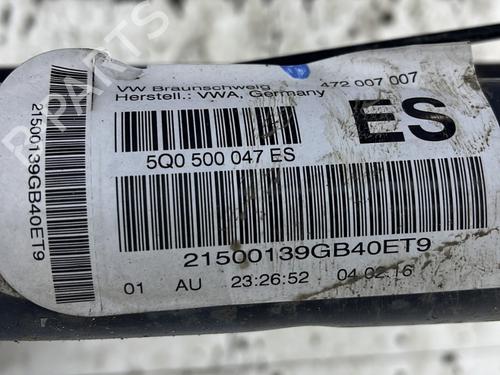 VW Braunschweig 472 007 007
Herstell.: VWA, Germany
ES
5Q0 500 047 ES
21500139GB40ET9
01 AU 23:26:52 04.02.16
21500139GB40ET9
B-PARTS